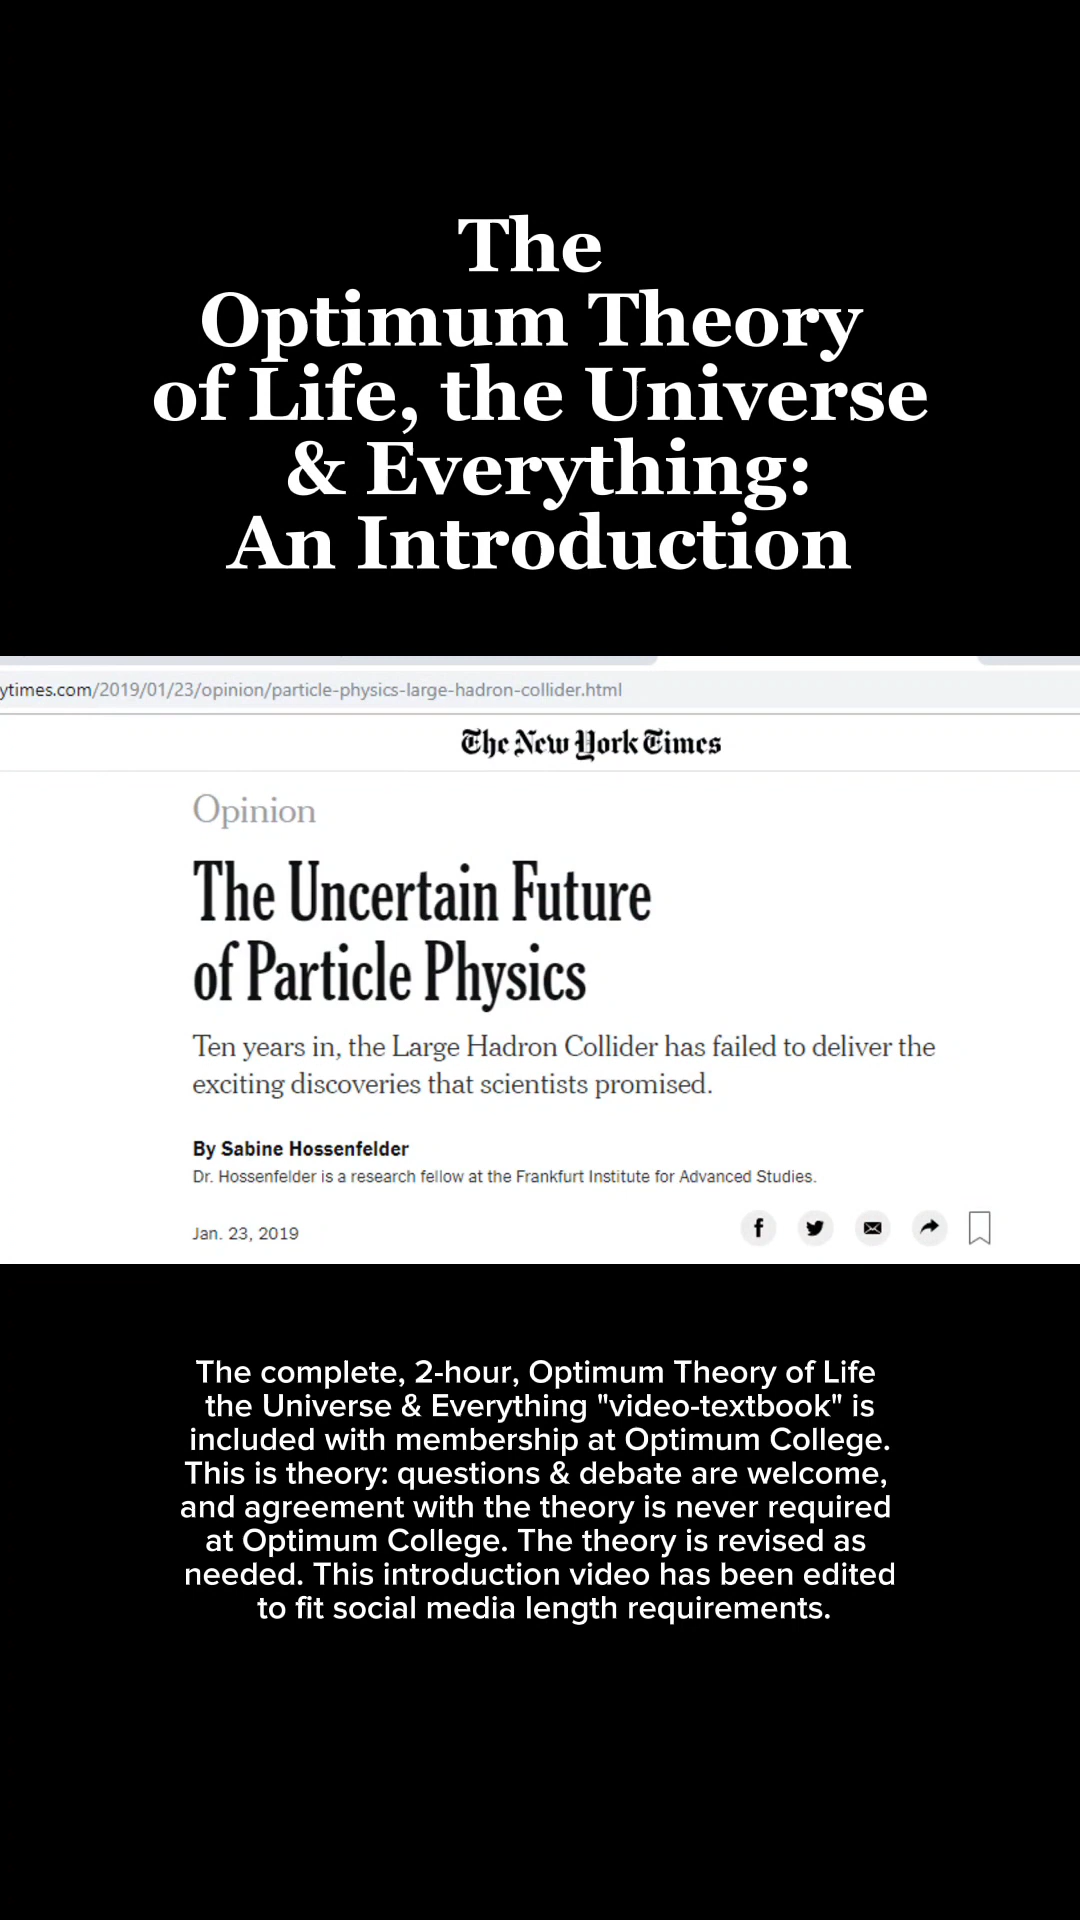 The
Optimum Theory
of Life, the Universe
& Everything:
An Introduction
ytimes.com/2019/01/23/opinion/particle-physics-large-hadron-collider.html
The New York Times
Opinion
The Uncertain Future
of Particle Physics
Ten years in, the Large Hadron Collider has failed to deliver the
exciting discoveries that scientists promised.
By Sabine Hossenfelder
Dr. Hossenfelder is a research fellow at the Frankfurt Institute for Advanced Studies.
Jan. 23, 2019
The complete, 2-hour, Optimum Theory of Life
the Universe & Everything "video-textbook" is
included with membership at Optimum College.
This is theory: questions & debate are welcome,
and agreement with the theory is never required
at Optimum College. The theory is revised as
needed. This introduction video has been edited
to fit social media length requirements.